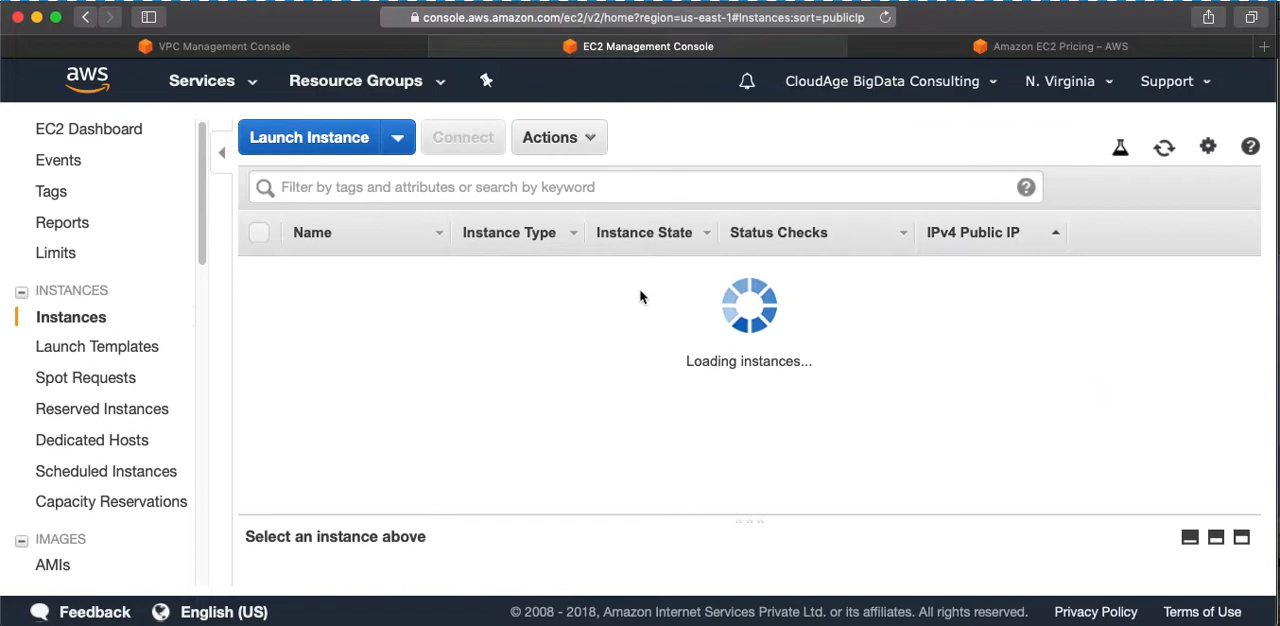 console.aws.amazon.com/ec2/v2/home?region=us-east-1#Instances:sort=publicIp
VPC Management Console
EC2 Management Console
Amazon EC2 Pricing – AWS
aws
Services
Resource Groups
CloudAge BigData Consulting
N. Virginia
Support
EC2 Dashboard
Events
Tags
Reports
Limits
INSTANCES
Instances
Launch Templates
Spot Requests
Reserved Instances
Dedicated Hosts
Scheduled Instances
Capacity Reservations
IMAGES
AMIs
Launch Instance
Connect
Actions
Filter by tags and attributes or search by keyword
Name
Instance Type
Instance State
Status Checks
IPv4 Public IP
Loading instances...
Select an instance above
Feedback
English (US)
© 2008 - 2018, Amazon Internet Services Private Ltd. or its affiliates. All rights reserved.
Privacy Policy
Terms of Use